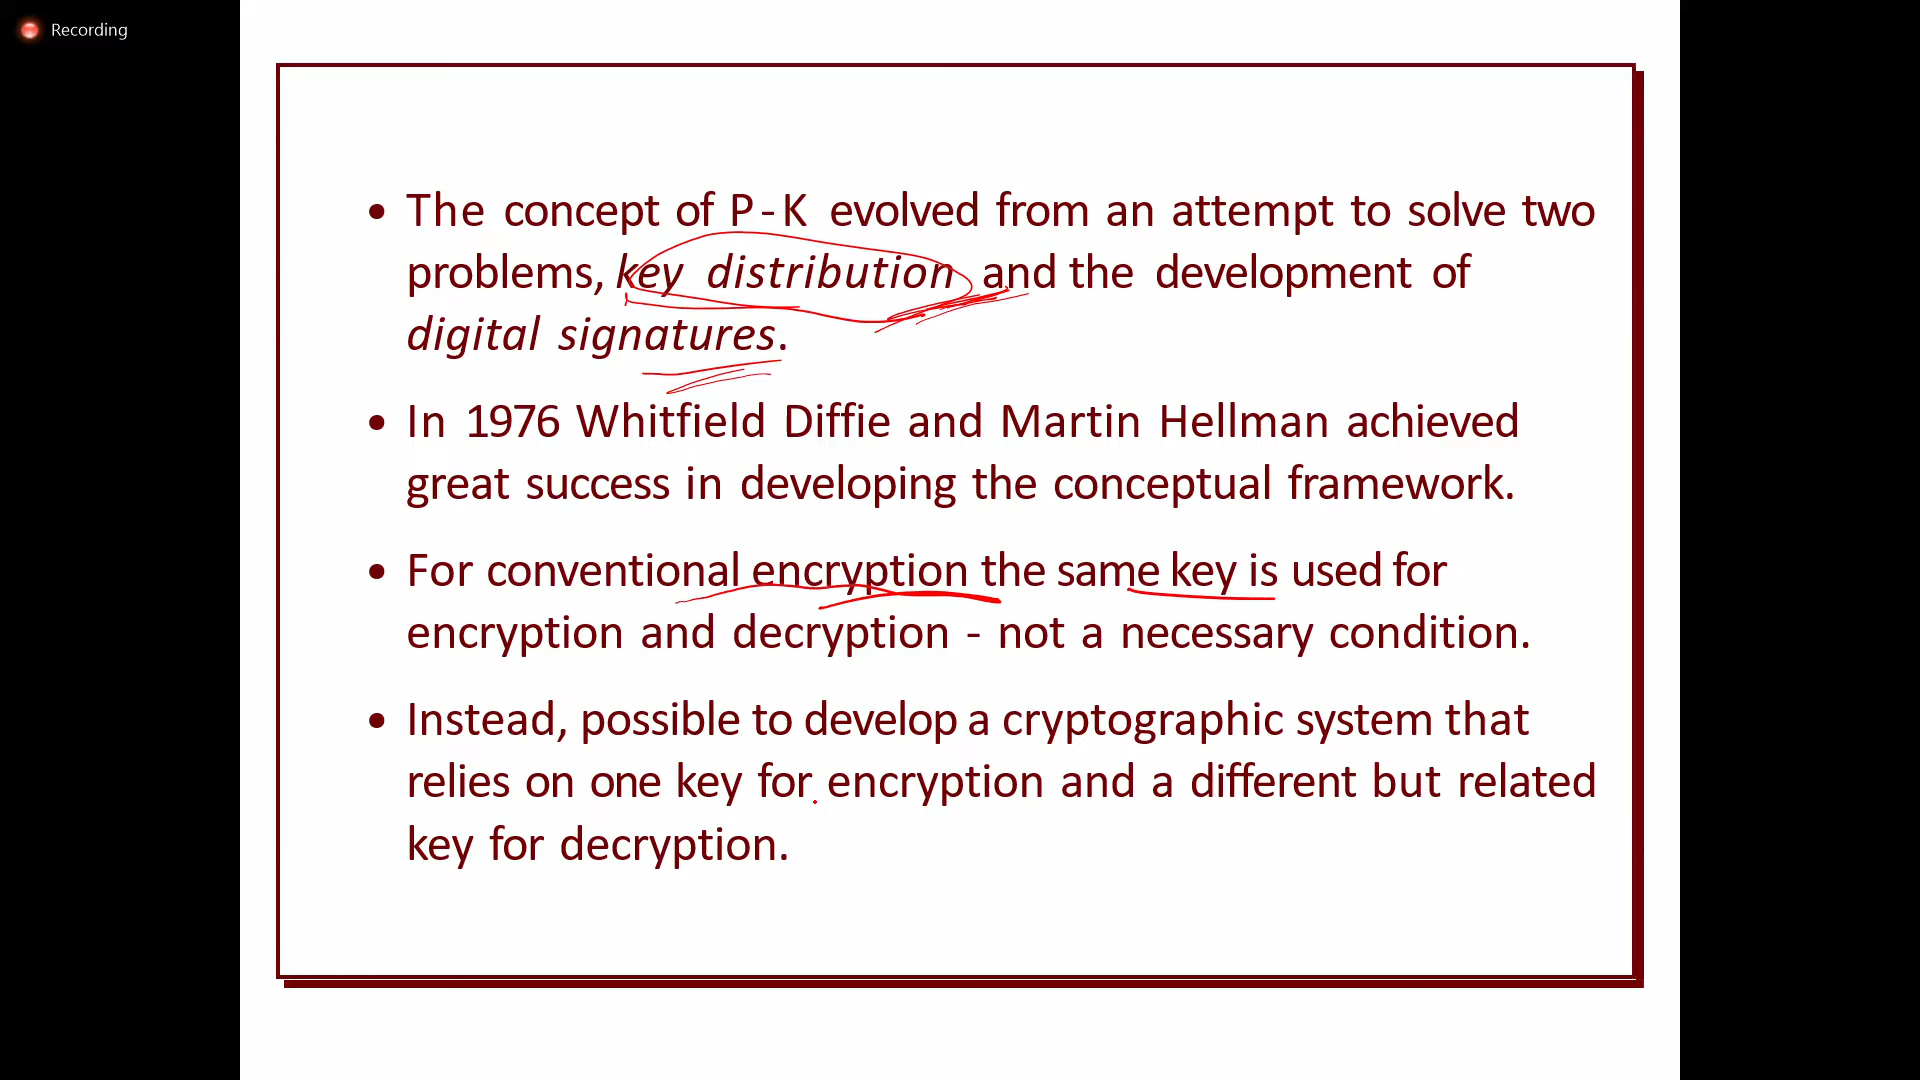 Recording
• The concept of P-K evolved from an attempt to solve two
problems, key distribution and the development of
digital signatures.
• In 1976 Whitfield Diffie and Martin Hellman achieved
great success in developing the conceptual framework.
• For conventional encryption the same key is used for
encryption and decryption - not a necessary condition.
• Instead, possible to develop a cryptographic system that
relies on one key for encryption and a different but related
key for decryption.